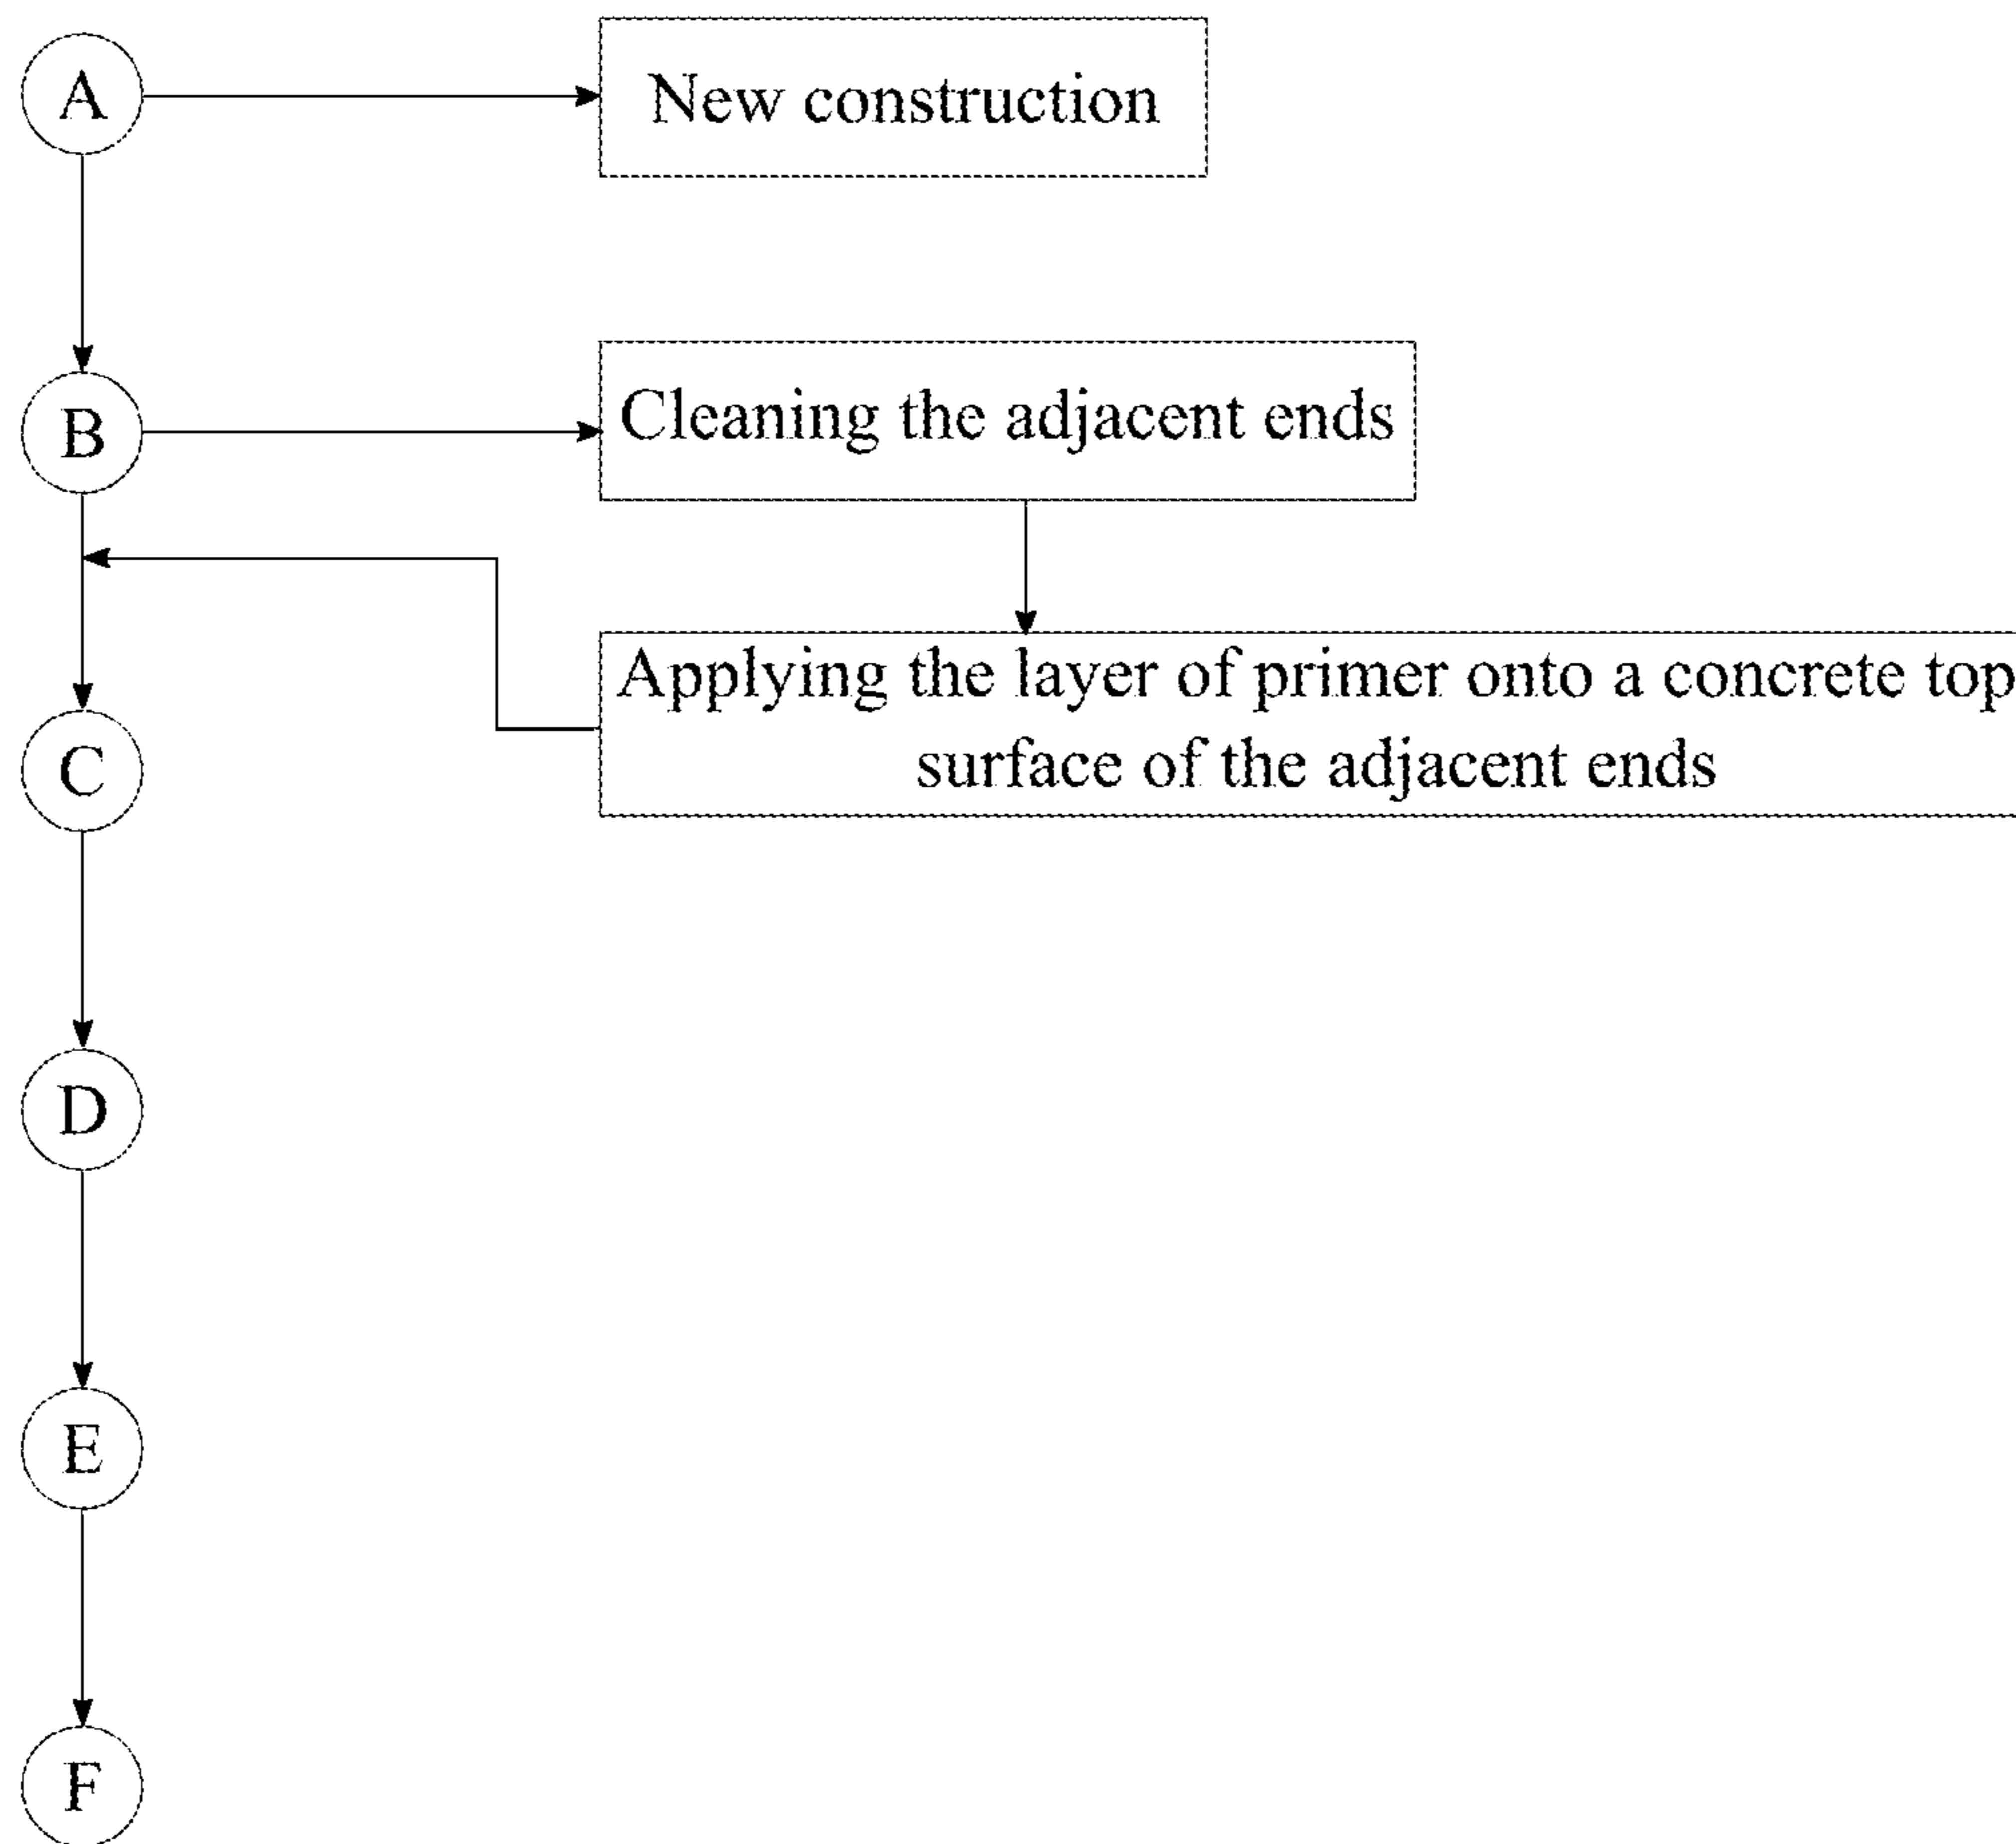 A
New construction
B
Cleaning the adjacent ends
Applying the layer of primer onto a concrete top
surface of the adjacent ends
C
D
E
F